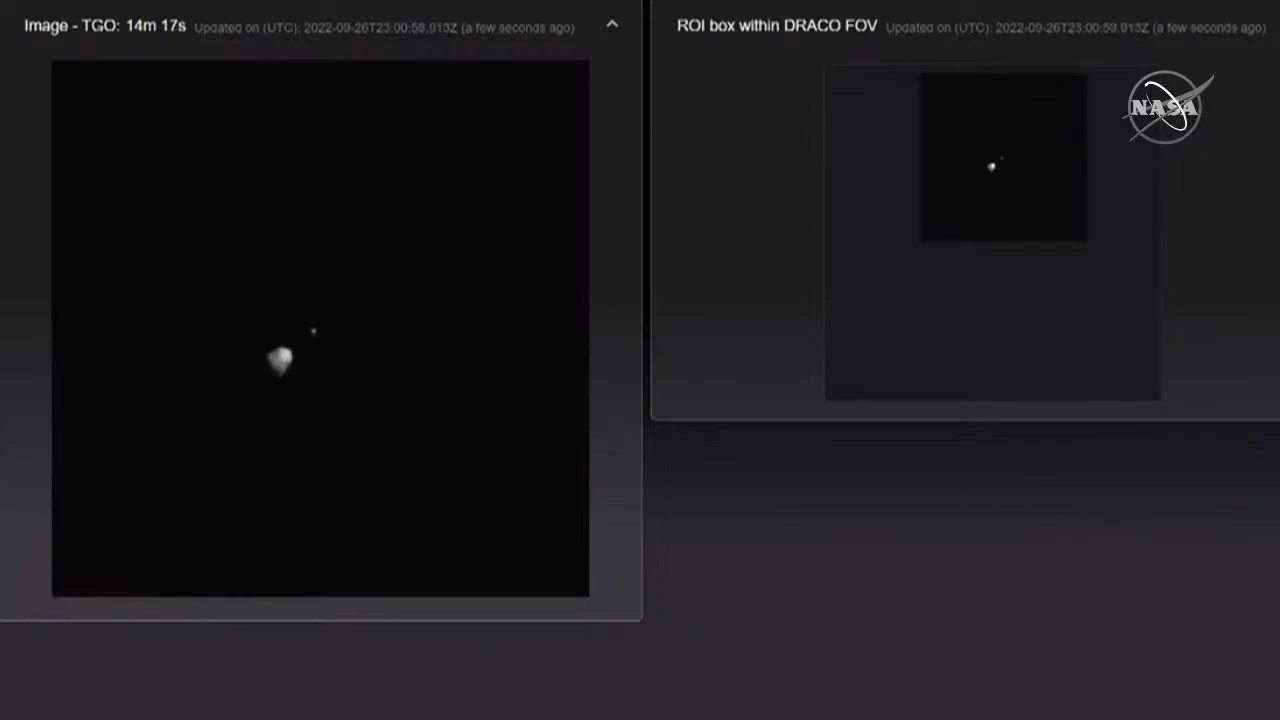 Image - TGO: 14m 17s Updated on (UTC): 2022-09-26T23:00:59.913Z (a few seconds ago)
ROI box within DRACO FOV Updated on (UTC): 2022-09-26T23:00:59.913Z (a few seconds ago)
NASA